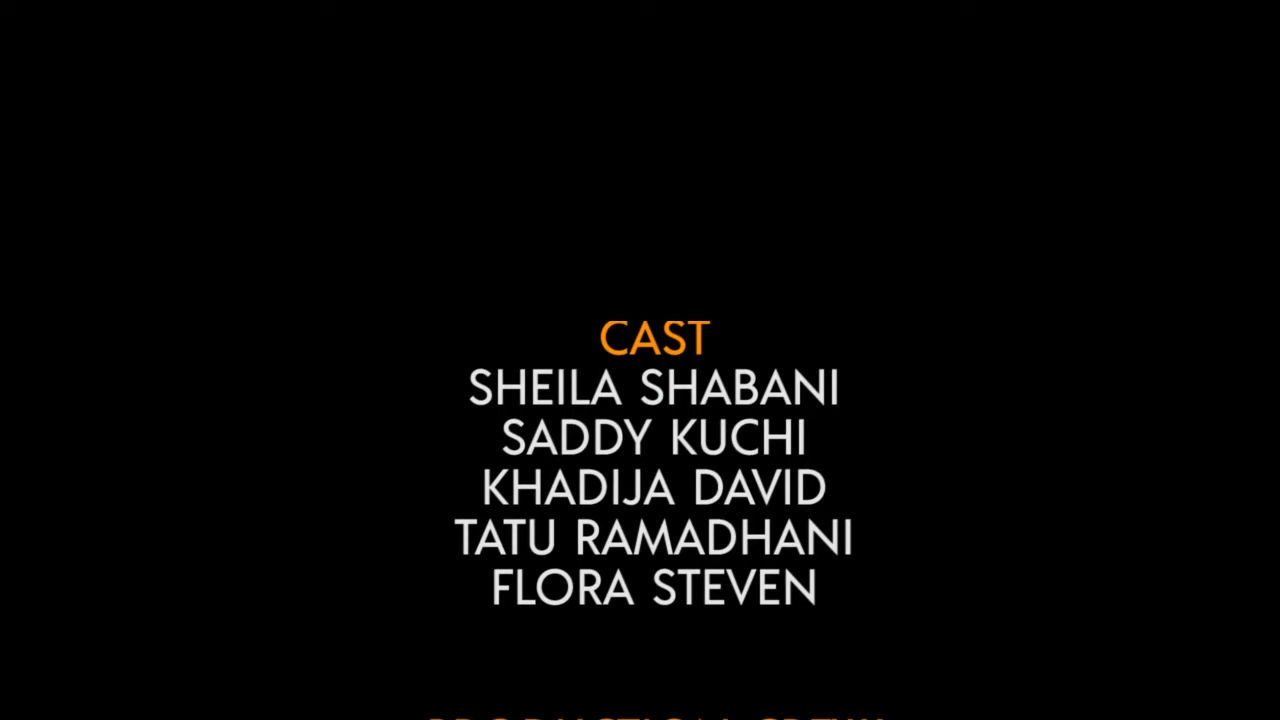 CAST
SHEILA SHABANI
SADDY KUCHI
KHADIJA DAVID
TATU RAMADHANI
FLORA STEVEN